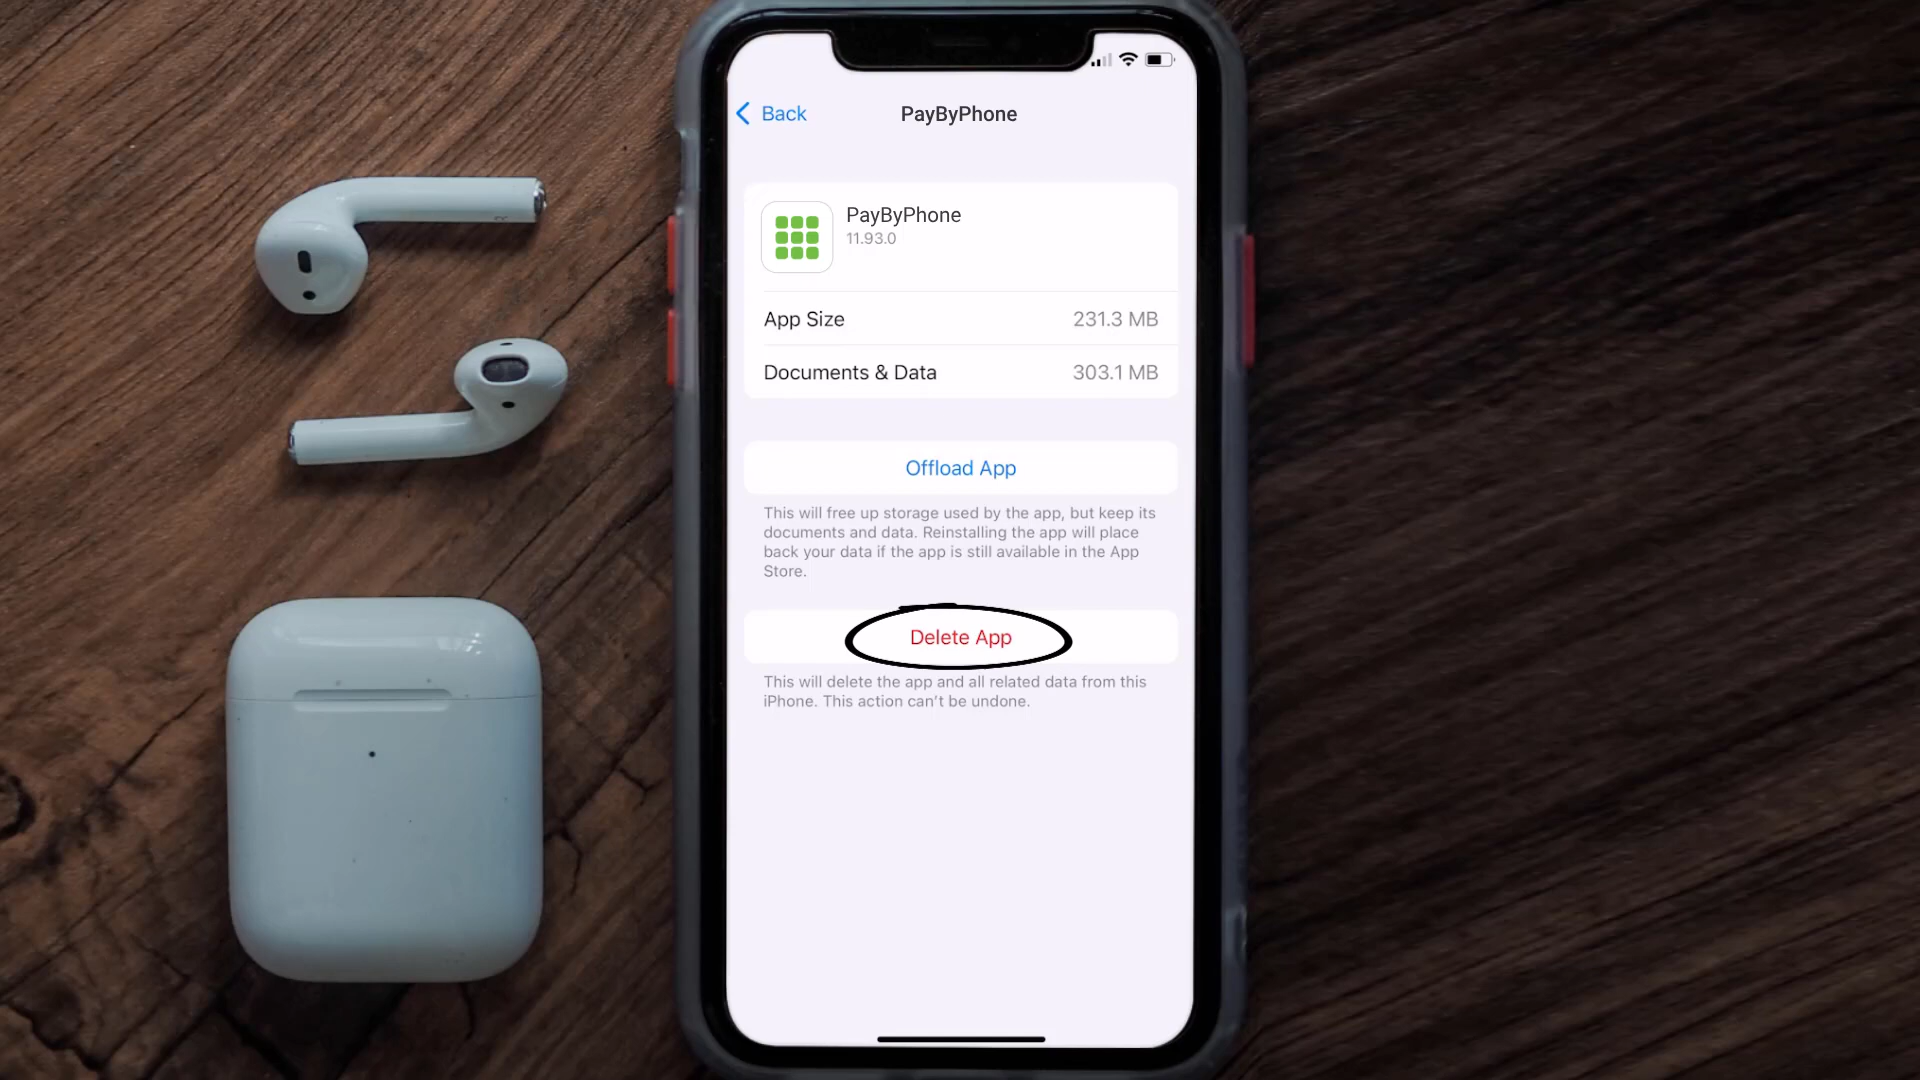 Back
PayByPhone
PayByPhone
11.93.0
App Size 231.3 MB
Documents & Data 303.1 MB
Offload App
This will free up storage used by the app, but keep its
documents and data. Reinstalling the app will place
back your data if the app is still available in the App
Store.
Delete App
This will delete the app and all related data from this
iPhone. This action can't be undone.